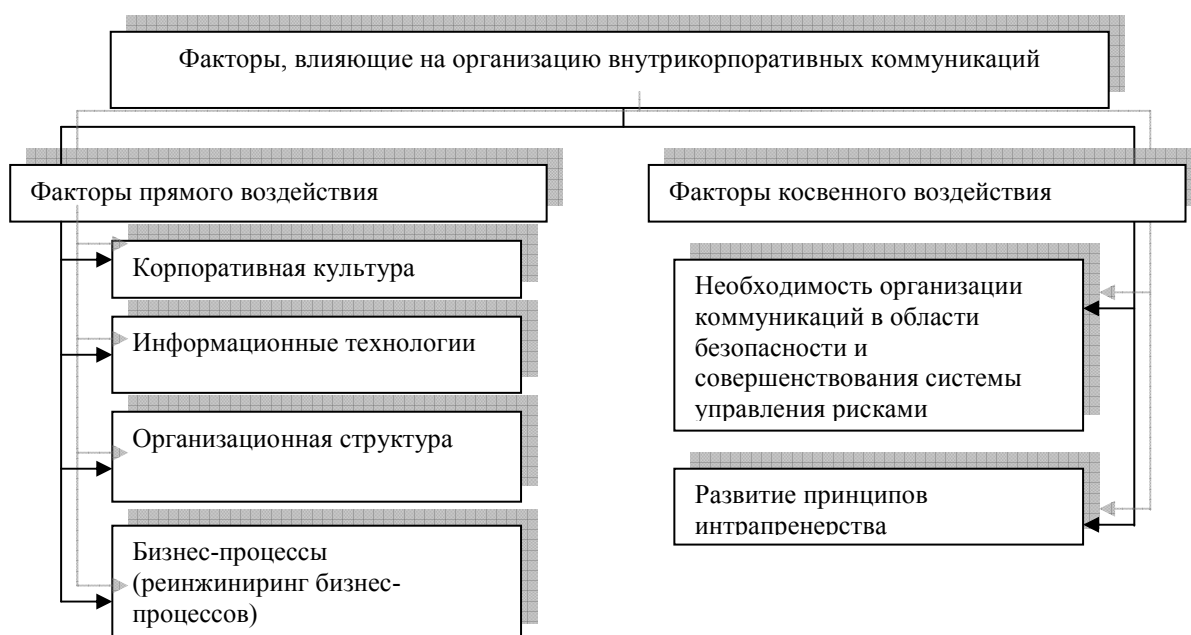 Факторы, влияющие на организацию внутрикорпоративных коммуникаций
Факторы прямого воздействия
Корпоративная культура
Информационные технологии
Организационная структура
Бизнес-процессы
(реинжиниринг бизнес-
процессов)
Факторы косвенного воздействия
Необходимость организации
коммуникаций в области
безопасности и
совершенствования системы
управления рисками
Развитие принципов
интрапренерства